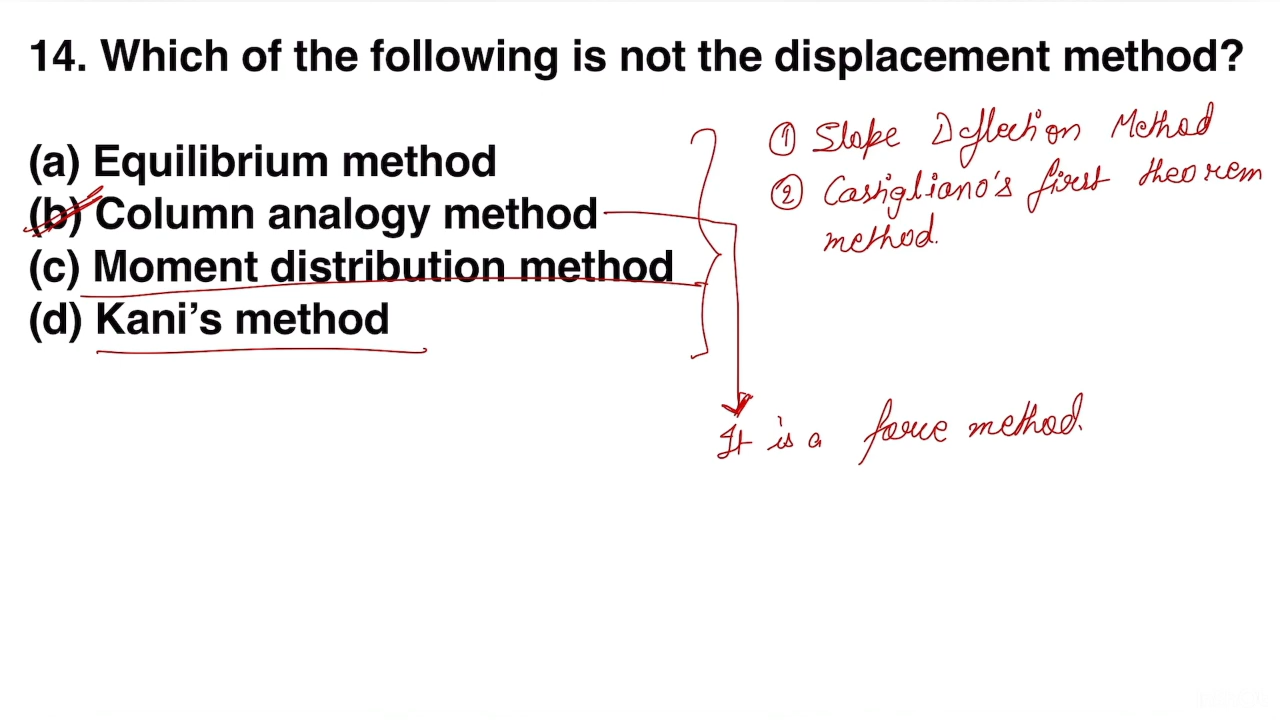 14. Which of the following is not the displacement method?
(a) Equilibrium method
(b) Column analogy method
(c) Moment distribution method
(d) Kani’s method
① Slope Deflection Method
② Castigliano's first theorem
method.
It is a force method.